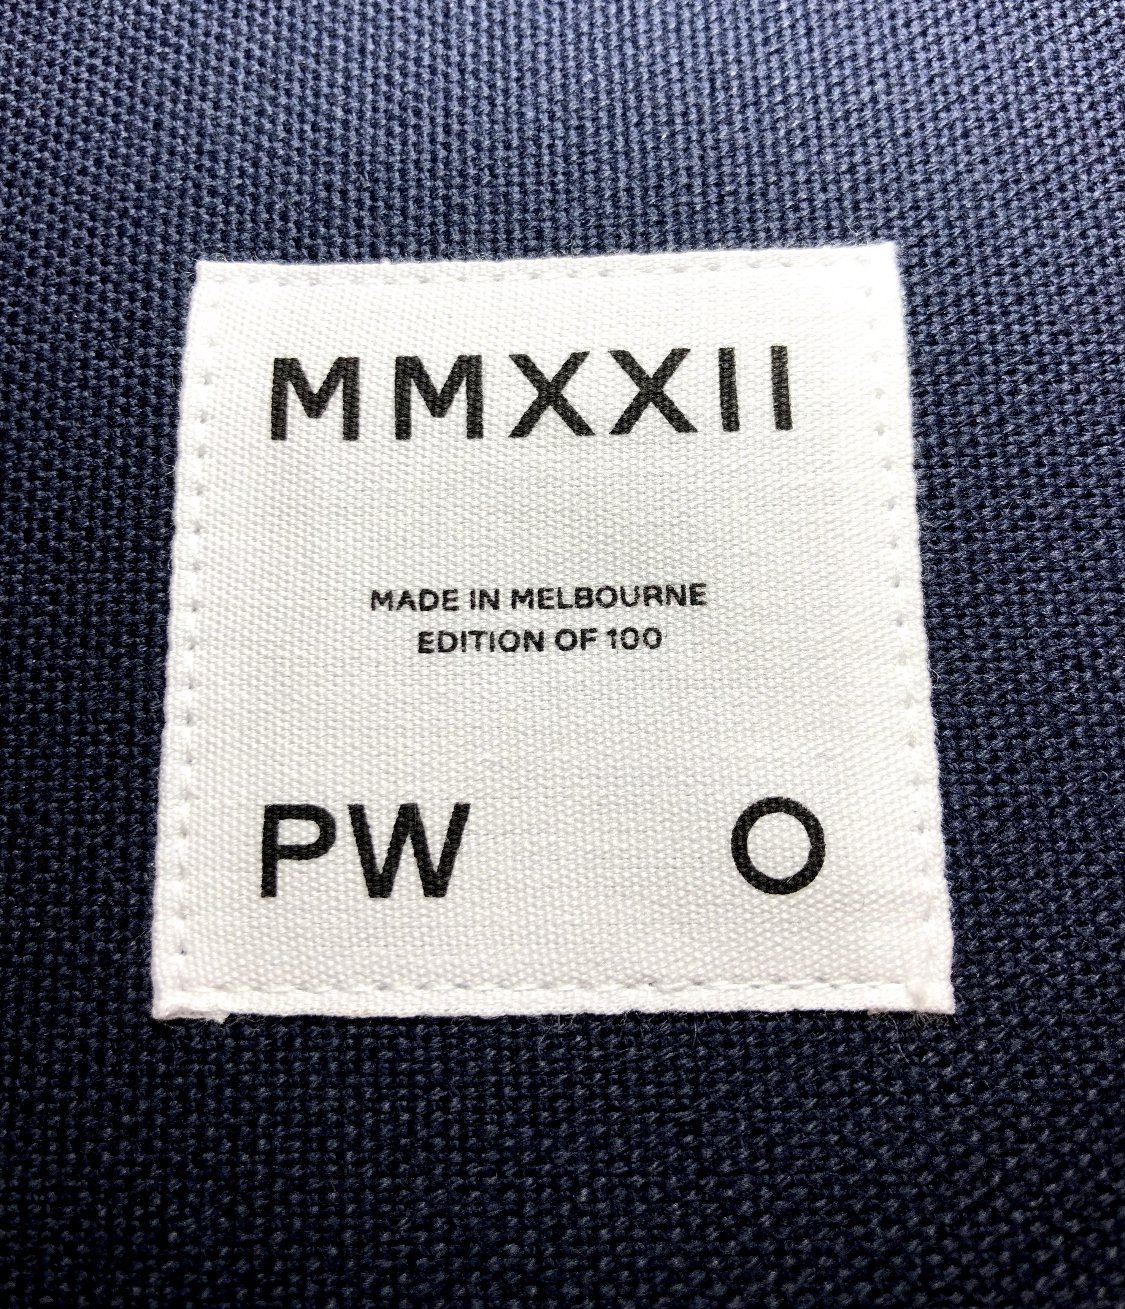 MMXXII
MADE IN MELBOURNE
EDITION OF 100
PW O